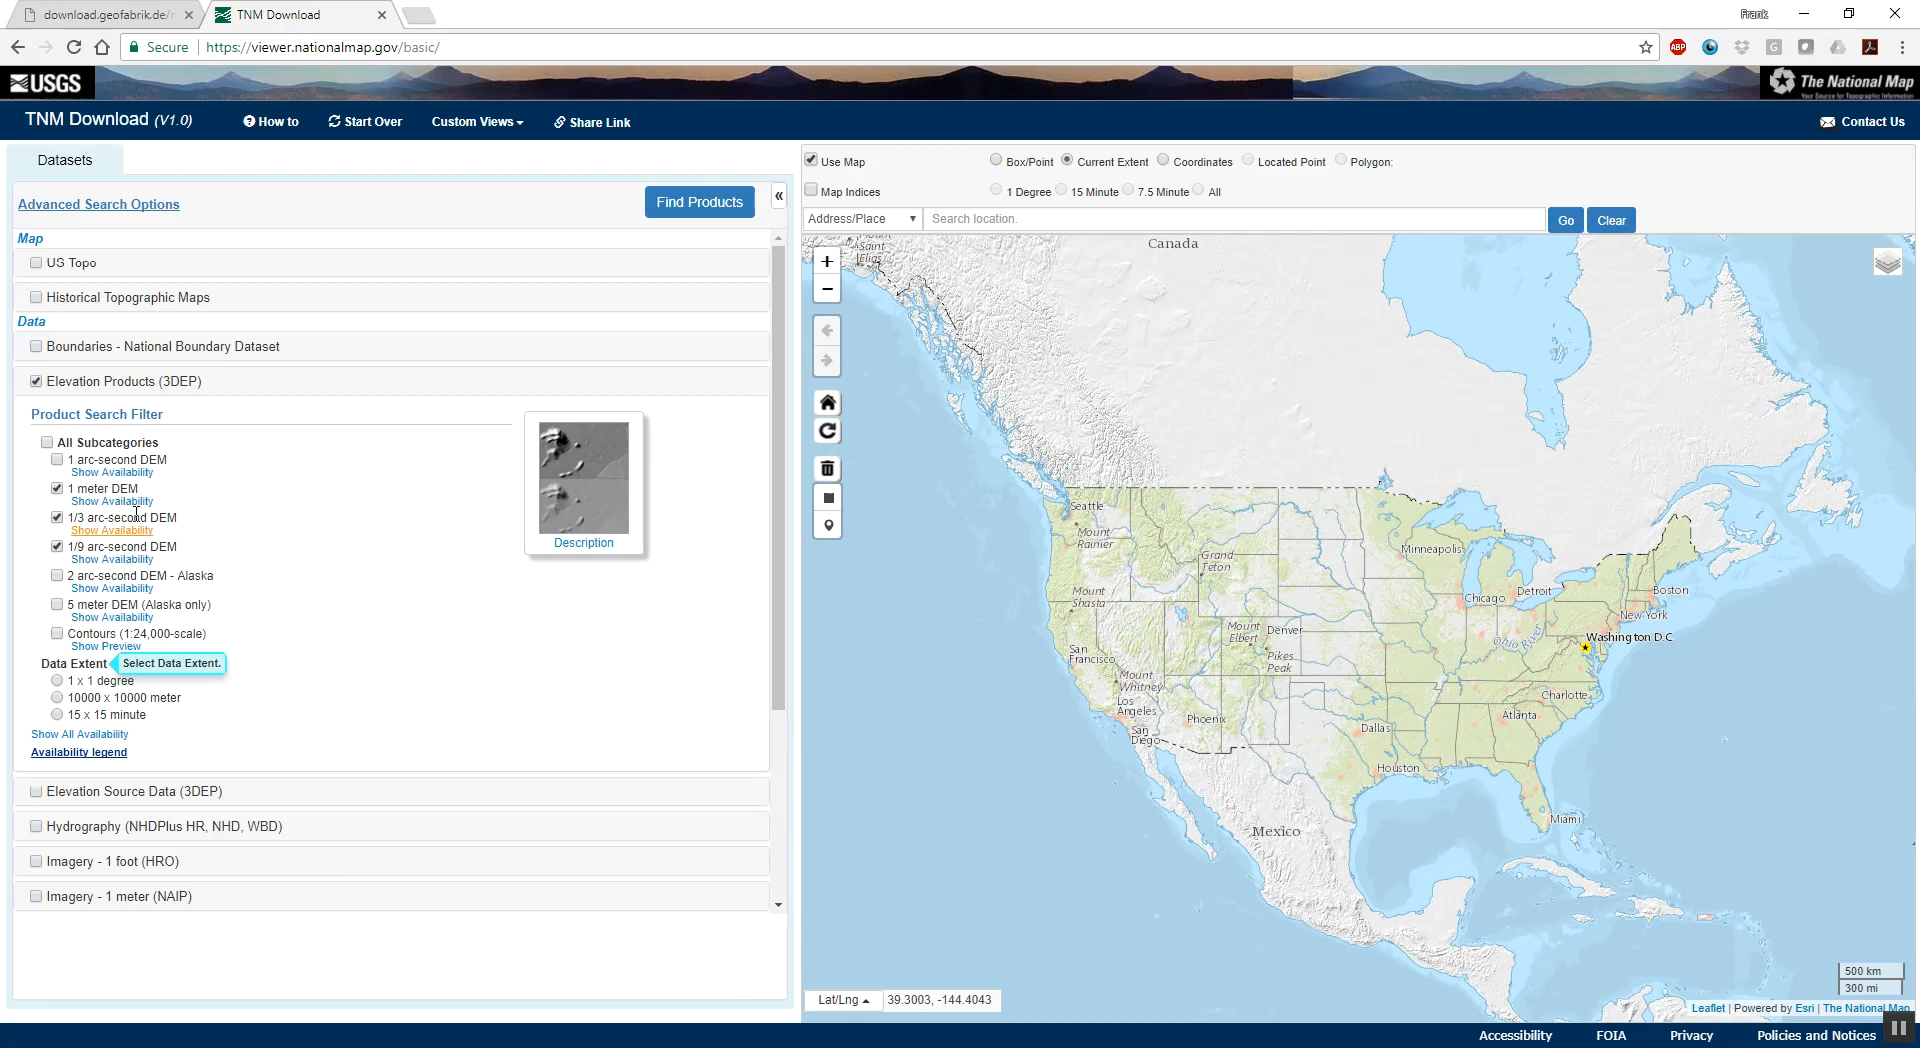 download.geofabrik.de/
TNM Download
Frank
Secure
https://viewer.nationalmap.gov/basic/
ABP
G
USGS
The National Map
Your Source for Topographic Information
TNM Download (V1.0)
How to
Start Over
Custom Views
Share Link
Contact Us
Datasets
Advanced Search Options
Find Products
«
Map
US Topo
Historical Topographic Maps
Data
Boundaries - National Boundary Dataset
Elevation Products (3DEP)
Product Search Filter
All Subcategories
1 arc-second DEM
Show Availability
1 meter DEM
Show Availability
1/3 arc-second DEM
Show Availability
1/9 arc-second DEM
Show Availability
2 arc-second DEM - Alaska
Show Availability
5 meter DEM (Alaska only)
Show Availability
Contours (1:24,000-scale)
Show Preview
Data Extent
Select Data Extent.
1 x 1 degree
10000 x 10000 meter
15 x 15 minute
Show All Availability
Availability legend
Description
Elevation Source Data (3DEP)
Hydrography (NHDPlus HR, NHD, WBD)
Imagery - 1 foot (HRO)
Imagery - 1 meter (NAIP)
Use Map
Box/Point
Current Extent
Coordinates
Located Point
Polygon:
Map Indices
1 Degree
15 Minute
7.5 Minute
All
Address/Place
Search location.
Go
Clear
+
−
Saint
Elias
Canada
Seattle
Mount
Rainier
Grand
Teton
Minneapolis
Mount
Shasta
Chicago
Detroit
Boston
New York
Mount
Elbert
Denver
Ohio River
Washington D.C.
San
Francisco
Pikes
Peak
Mount
Whitney
Charlotte
Los
Angeles
Phoenix
Atlanta
San
Diego
Dallas
Houston
Miami
Mexico
500 km
300 mi
Lat/Lng
39.3003, -144.4043
Leaflet | Powered by Esri | The National Map
Accessibility
FOIA
Privacy
Policies and Notices